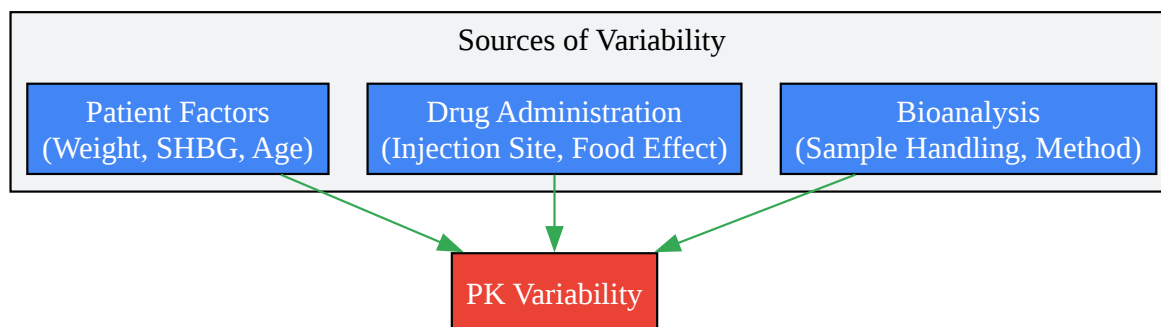 Sources of Variability
Patient Factors
(Weight, SHBG, Age)
Drug Administration
(Injection Site, Food Effect)
Bioanalysis
(Sample Handling, Method)
PK Variability